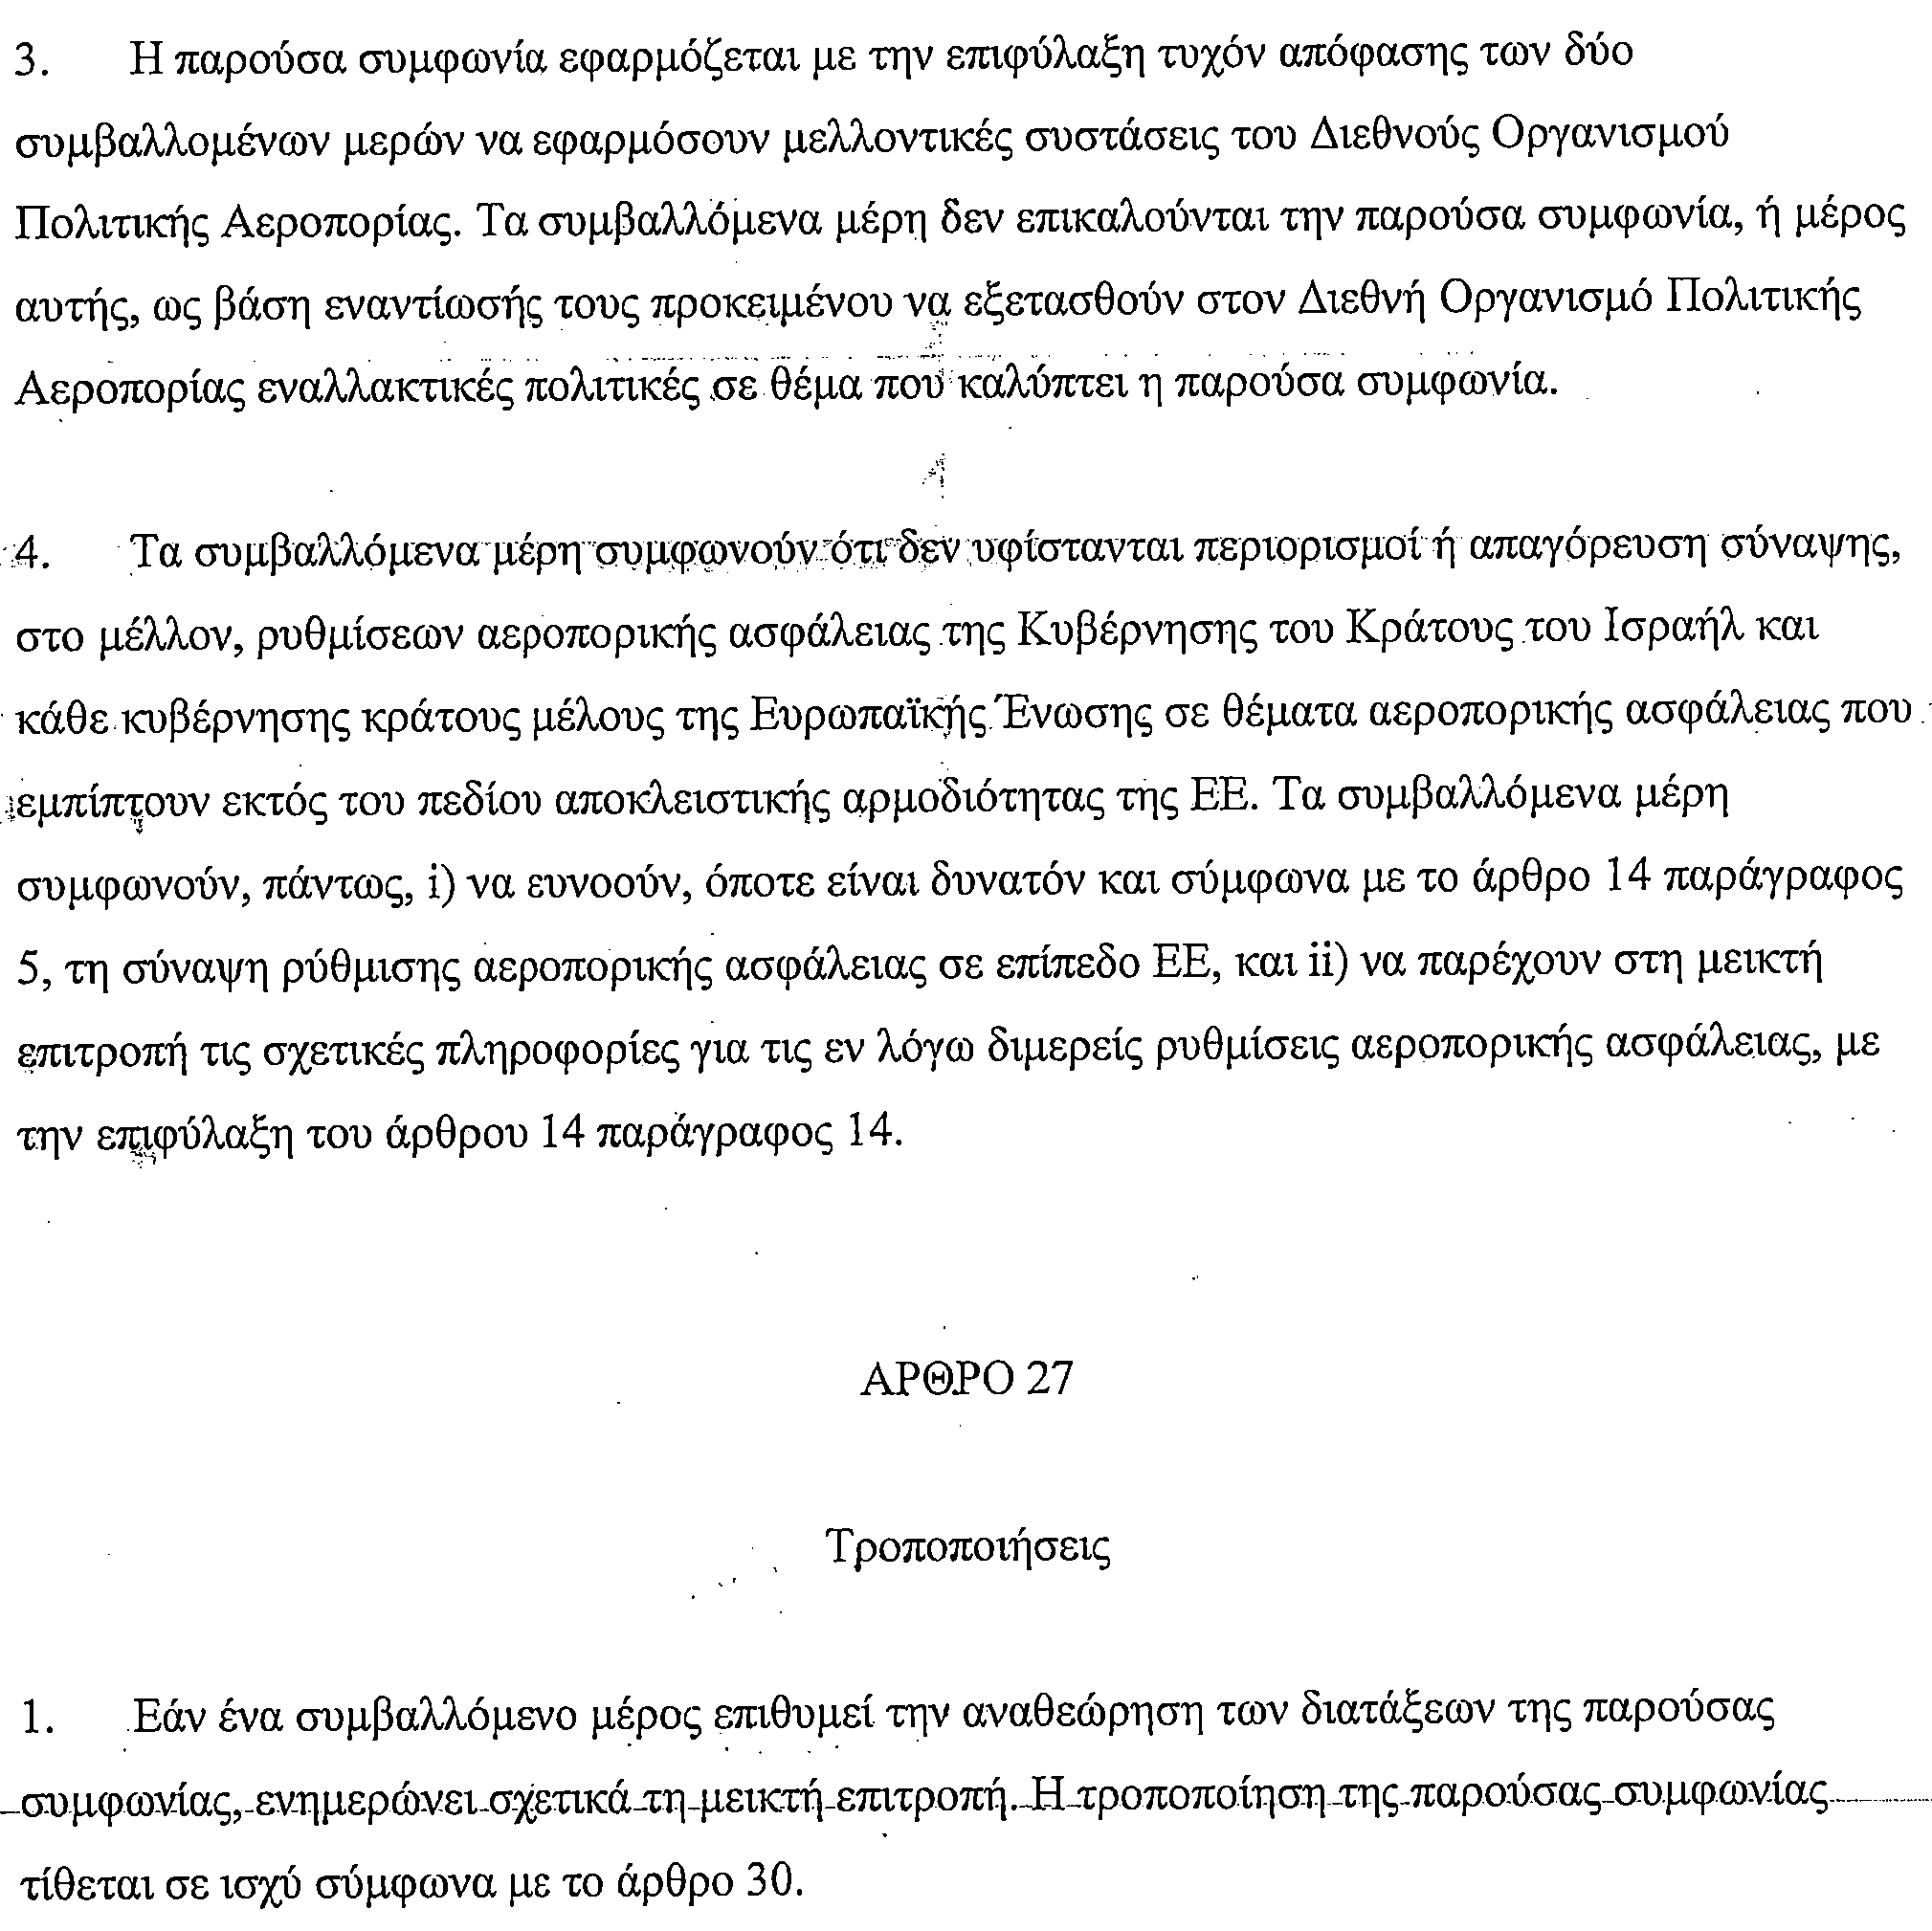 3. Η παρούσα συμφωνία εφαρμόζεται με την επιφύλαξη τυχόν απόφασης των δύο
συμβαλλομένων μερών να εφαρμόσουν μελλοντικές συστάσεις του Διεθνούς Οργανισμού
Πολιτικής Αεροπορίας. Τα συμβαλλόμενα μέρη δεν επικαλούνται την παρούσα συμφωνία, ή μέρος
αυτής, ως βάση εναντίωσής τους προκειμένου να εξετασθούν στον Διεθνή Οργανισμό Πολιτικής
Αεροπορίας εναλλακτικές πολιτικές σε θέμα που καλύπτει η παρούσα συμφωνία.
4. Τα συμβαλλόμενα μέρη συμφωνούν ότι δεν υφίστανται περιορισμοί ή απαγόρευση σύναψης,
στο μέλλον, ρυθμίσεων αεροπορικής ασφάλειας της Κυβέρνησης του Κράτους του Ισραήλ και
κάθε κυβέρνησης κράτους μέλους της Ευρωπαϊκής Ένωσης σε θέματα αεροπορικής ασφάλειας που
εμπίπτουν εκτός του πεδίου αποκλειστικής αρμοδιότητας της ΕΕ. Τα συμβαλλόμενα μέρη
συμφωνούν, πάντως, i) να ευνοούν, όποτε είναι δυνατόν και σύμφωνα με το άρθρο 14 παράγραφος
5, τη σύναψη ρύθμισης αεροπορικής ασφάλειας σε επίπεδο ΕΕ, και ii) να παρέχουν στη μεικτή
επιτροπή τις σχετικές πληροφορίες για τις εν λόγω διμερείς ρυθμίσεις αεροπορικής ασφάλειας, με
την επιφύλαξη του άρθρου 14 παράγραφος 14.
ΑΡΘΡΟ 27
Τροποποιήσεις
1. Εάν ένα συμβαλλόμενο μέρος επιθυμεί την αναθεώρηση των διατάξεων της παρούσας
συμφωνίας, ενημερώνει σχετικά τη μεικτή επιτροπή. Η τροποποίηση της παρούσας συμφωνίας
τίθεται σε ισχύ σύμφωνα με το άρθρο 30.